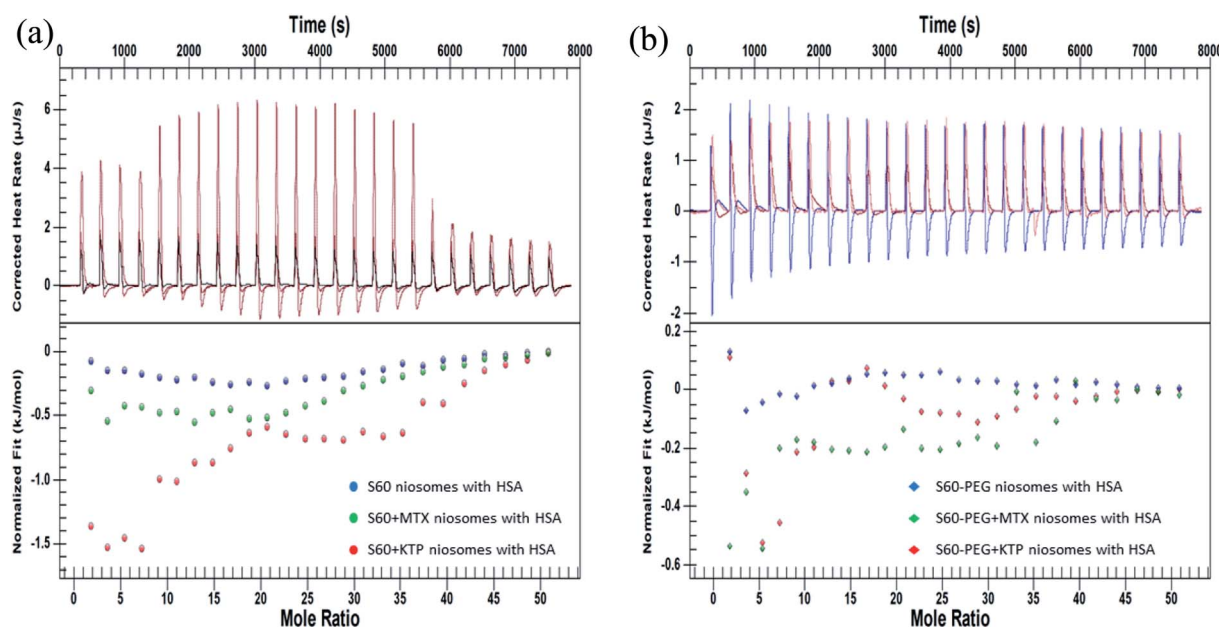 (a)
Time (s)
0 1000 2000 3000 4000 5000 6000 7000 8000
Corrected Heat Rate (µJ/s)
6
4
2
0
Normalized Fit (kJ/mol)
0
-0.5
-1.0
-1.5
S60 niosomes with HSA
S60+MTX niosomes with HSA
S60+KTP niosomes with HSA
0 5 10 15 20 25 30 35 40 45 50
Mole Ratio
(b)
Time (s)
0 1000 2000 3000 4000 5000 6000 7000 8000
Corrected Heat Rate (µJ/s)
2
1
0
-1
-2
Normalized Fit (kJ/mol)
0.2
0
-0.2
-0.4
-0.6
S60-PEG niosomes with HSA
S60-PEG+MTX niosomes with HSA
S60-PEG+KTP niosomes with HSA
0 5 10 15 20 25 30 35 40 45 50
Mole Ratio